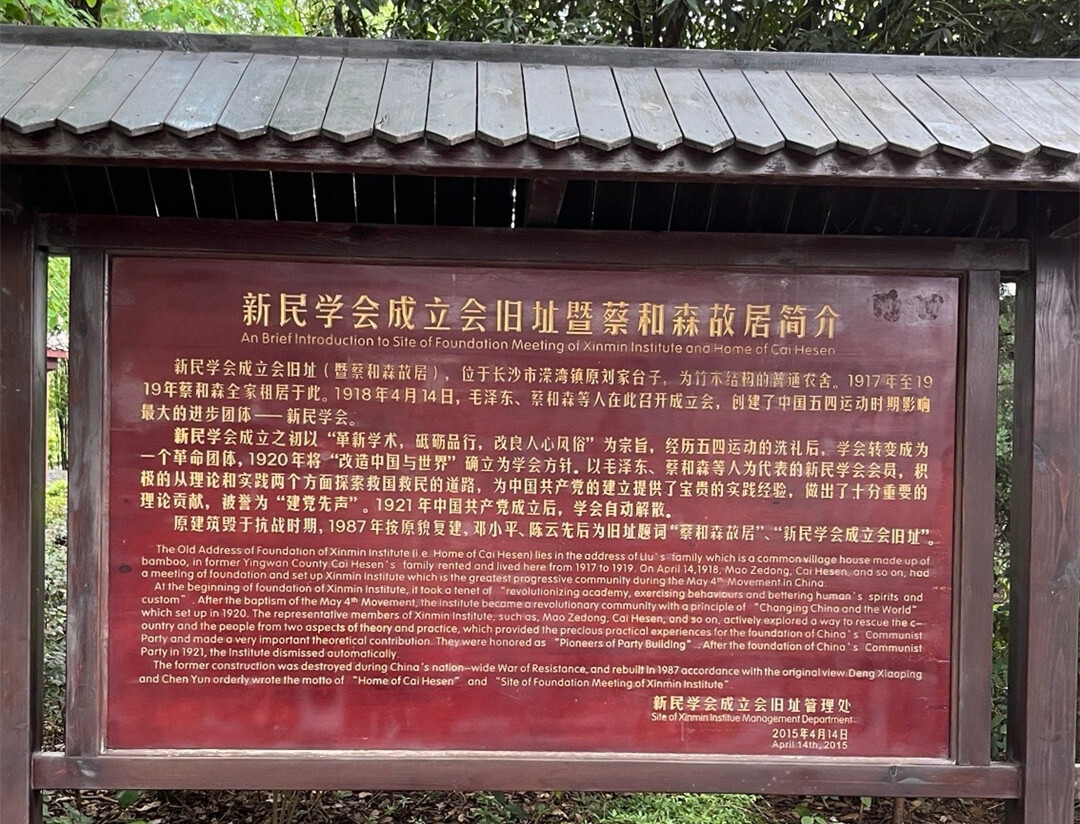 新民学会成立会旧址暨蔡和森故居简介
An Brief Introduction to Site of Foundation Meeting of Xinmin Institute and Home of Cai Hesen
新民学会成立会旧址（暨蔡和森故居），位于长沙市溁湾镇原刘家台子，为竹木结构的普通农舍。1917年至19
19年蔡和森全家租居于此。1918年4月14日，毛泽东、蔡和森等人在此召开成立会，创建了中国五四运动时期影响
最大的进步团体——新民学会。
新民学会成立之初以“革新学术，砥砺品行，改良人心风俗”为宗旨，经历五四运动的洗礼后，学会转变成为
一个革命团体，1920年将“改造中国与世界”确立为学会方针。以毛泽东、蔡和森等人为代表的新民学会会员，积
极的从理论和实践两个方面探索救国救民的道路，为中国共产党的建立提供了宝贵的实践经验，做出了十分重要的
理论贡献，被誉为“建党先声”。1921年中国共产党成立后，学会自动解散。
原建筑毁于抗战时期，1987年按原貌复建，邓小平、陈云先后为旧址题词“蔡和森故居”、“新民学会成立会旧址”。
The Old Address of Foundation of Xinmin Institute (i.e. Home of Cai Hesen) lies in the address of Liu's family which is a common village house made up of
bamboo, in former Yingwan County Cai Hesen's family rented and lived here from 1917 to 1919. On April 14,1918, Mao Zedong, Cai Hesen, and so on, had
a meeting of foundation and set up Xinmin Institute which is the greatest progressive community during the May 4th Movement in China.
At the beginning of foundation of Xinmin Institute, it took a tenet of "revolutionizing academy, exercising behaviours and bettering human's spirits and
custom" . After the baptism of the May 4th Movement, the institute became a revolutionary community with a principle of "Changing China and the World"
which set up in 1920. The representative members of Xinmin Institute, such as, Mao Zedong, Cai Hesen, and so on, actively explored a way to rescue the c-
ountry and the people from two aspects of theory and practice, which provided the precious practical experiences for the foundation of China's Communist
Party and made a very important theoretical contribution. They were honored as "Pioneers of Party Building" . After the foundation of China's Communist
Party in 1921, the Institute dismissed automatically.
The former construction was destroyed during China's nation-wide War of Resistance, and rebuilt in 1987 accordance with the original view. Deng Xiaoping
and Chen Yun orderly wrote the motto of "Home of Cai Hesen" and "Site of Foundation Meeting of Xinmin Institute"
新民学会成立会旧址管理处
Site of Xinmin Institue Management Department
2015年4月14日
April 14th, 2015